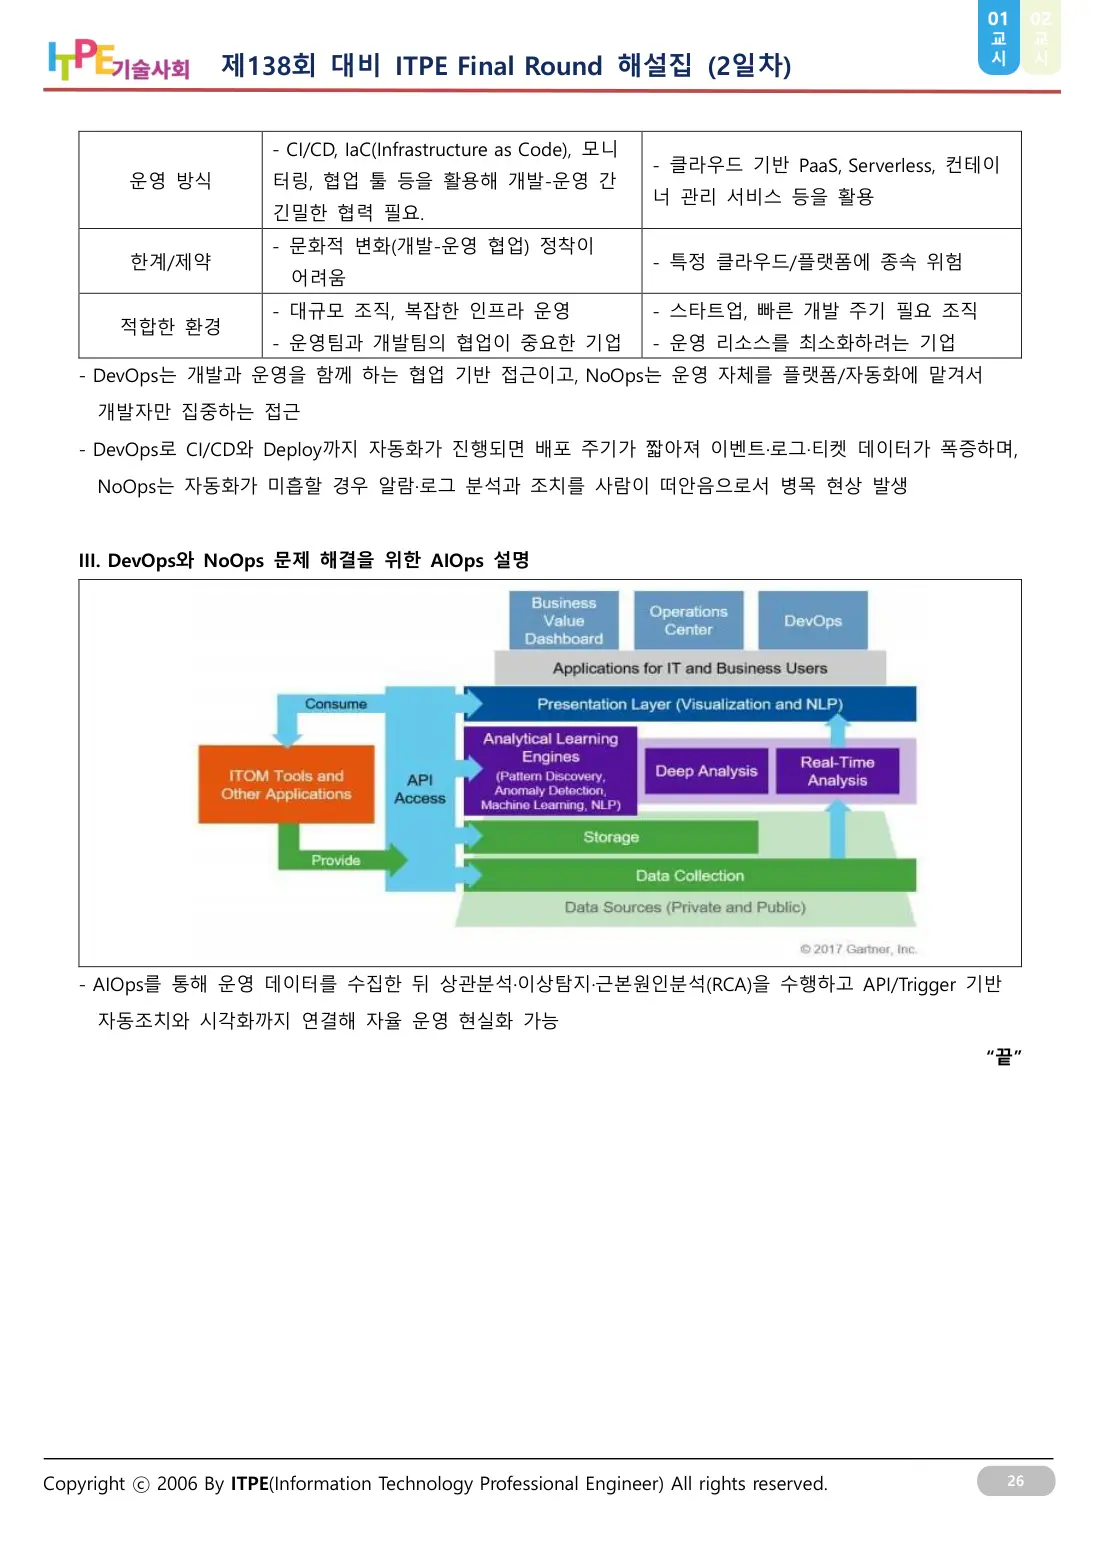 ITPE기술사회 제138회 대비 ITPE Final Round 해설집 (2일차)
01
교
시
02
교
시
운영 방식
- CI/CD, IaC(Infrastructure as Code), 모니
터링, 협업 툴 등을 활용해 개발-운영 간
긴밀한 협력 필요.
- 클라우드 기반 PaaS, Serverless, 컨테이
너 관리 서비스 등을 활용
한계/제약
- 문화적 변화(개발-운영 협업) 정착이
어려움
- 특정 클라우드/플랫폼에 종속 위험
적합한 환경
- 대규모 조직, 복잡한 인프라 운영
- 운영팀과 개발팀의 협업이 중요한 기업
- 스타트업, 빠른 개발 주기 필요 조직
- 운영 리소스를 최소화하려는 기업
- DevOps는 개발과 운영을 함께 하는 협업 기반 접근이고, NoOps는 운영 자체를 플랫폼/자동화에 맡겨서
개발자만 집중하는 접근
- DevOps로 CI/CD와 Deploy까지 자동화가 진행되면 배포 주기가 짧아져 이벤트·로그·티켓 데이터가 폭증하며,
NoOps는 자동화가 미흡할 경우 알람·로그 분석과 조치를 사람이 떠안음으로서 병목 현상 발생
III. DevOps와 NoOps 문제 해결을 위한 AIOps 설명
Business
Value
Dashboard
Operations
Center
DevOps
Applications for IT and Business Users
Consume
Presentation Layer (Visualization and NLP)
ITOM Tools and
Other Applications
API
Access
Analytical Learning
Engines
(Pattern Discovery,
Anomaly Detection,
Machine Learning, NLP)
Deep Analysis
Real-Time
Analysis
Storage
Provide
Data Collection
Data Sources (Private and Public)
© 2017 Gartner, Inc.
- AIOps를 통해 운영 데이터를 수집한 뒤 상관분석·이상탐지·근본원인분석(RCA)을 수행하고 API/Trigger 기반
자동조치와 시각화까지 연결해 자율 운영 현실화 가능
“끝”
Copyright ⓒ 2006 By ITPE(Information Technology Professional Engineer) All rights reserved.
26